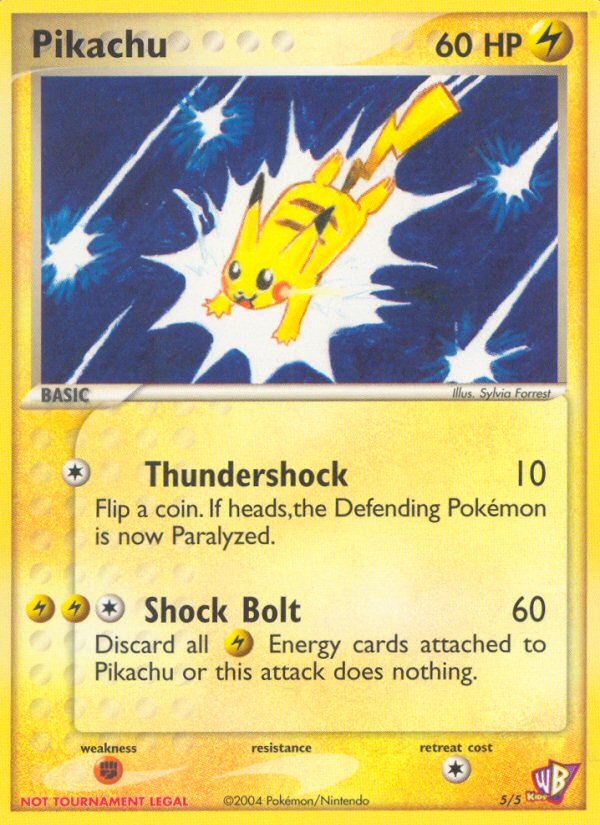 Pikachu 60 HP
BASIC
Illus. Sylvia Forrest
Thundershock 10
Flip a coin. If heads,the Defending Pokémon
is now Paralyzed.
Shock Bolt 60
Discard all Energy cards attached to
Pikachu or this attack does nothing.
weakness resistance retreat cost
NOT TOURNAMENT LEGAL ©2004 Pokémon/Nintendo 5/5 WB
Kids